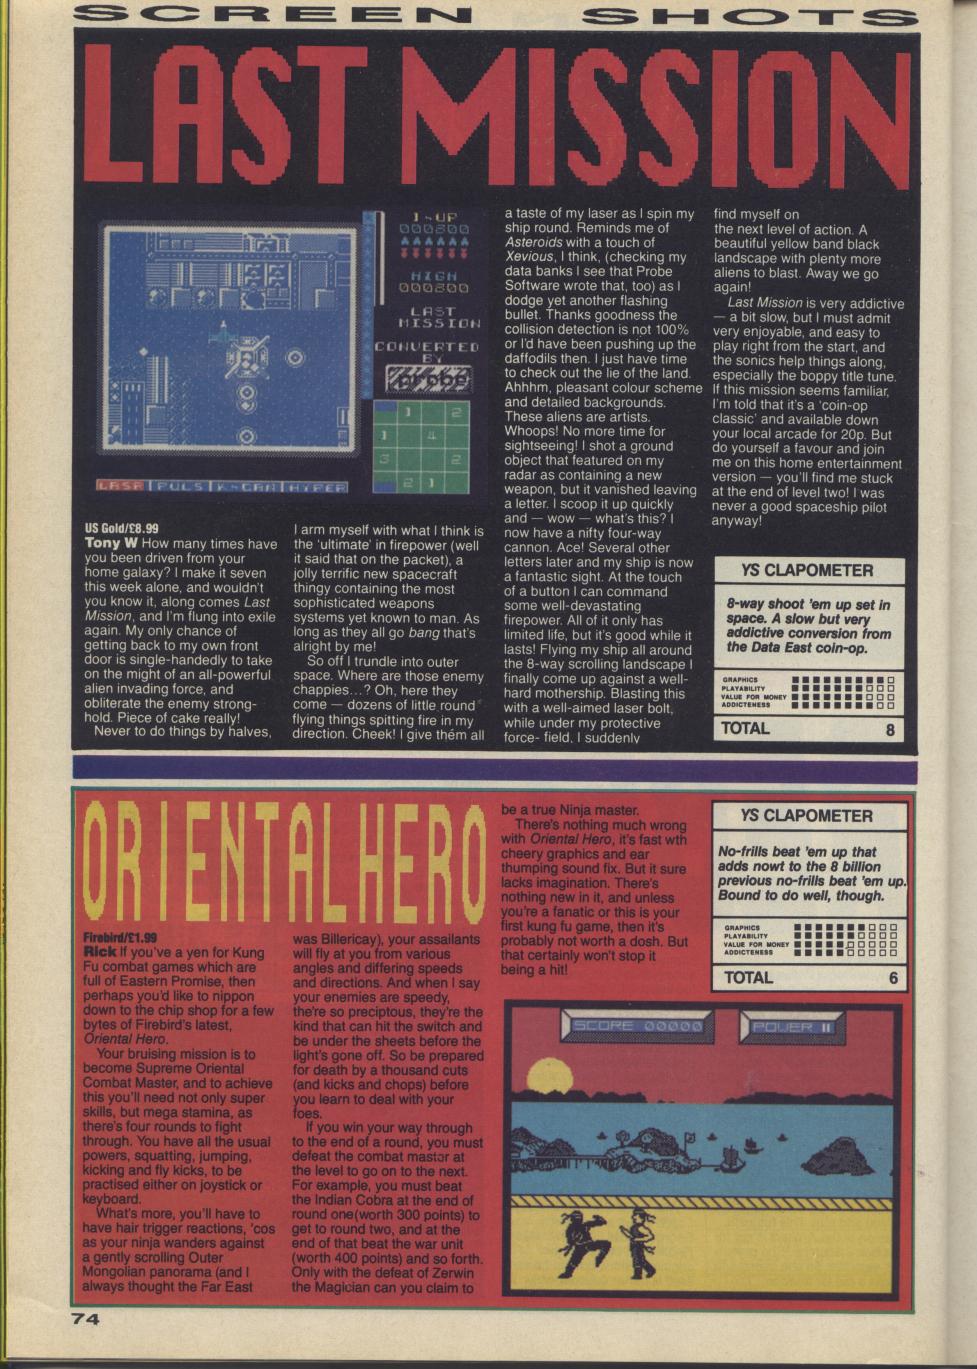 SCREEN SHOTS
LAST MISSION
1-UP
000800
HIGH
000800
LAST
MISSION
CONVERTED
BY
probe
1 2
1 4
3 2
2 1
LASR PULS K-CAN HYPER
US Gold/£8.99
Tony W How many times have
you been driven from your
home galaxy? I make it seven
this week alone, and wouldn't
you know it, along comes Last
Mission, and I'm flung into exile
again. My only chance of
getting back to my own front
door is single-handedly to take
on the might of an all-powerful
alien invading force, and
obliterate the enemy strong-
hold. Piece of cake really!
Never to do things by halves,
I arm myself with what I think is
the 'ultimate' in firepower (well
it said that on the packet), a
jolly terrific new spacecraft
thingy containing the most
sophisticated weapons
systems yet known to man. As
long as they all go bang that's
alright by me!
So off I trundle into outer
space. Where are those enemy
chappies...? Oh, here they
come — dozens of little round
flying things spitting fire in my
direction. Cheek! I give them all
a taste of my laser as I spin my
ship round. Reminds me of
Asteroids with a touch of
Xevious, I think, (checking my
data banks I see that Probe
Software wrote that, too) as I
dodge yet another flashing
bullet. Thanks goodness the
collision detection is not 100%
or I'd have been pushing up the
daffodils then. I just have time
to check out the lie of the land.
Ahhhm, pleasant colour scheme
and detailed backgrounds.
These aliens are artists.
Whoops! No more time for
sightseeing! I shot a ground
object that featured on my
radar as containing a new
weapon, but it vanished leaving
a letter. I scoop it up quickly
and — wow — what's this? I
now have a nifty four-way
cannon. Ace! Several other
letters later and my ship is now
a fantastic sight. At the touch
of a button I can command
some well-devastating
firepower. All of it only has
limited life, but it's good while it
lasts! Flying my ship all around
the 8-way scrolling landscape I
finally come up against a well-
hard mothership. Blasting this
with a well-aimed laser bolt,
while under my protective
force- field, I suddenly
find myself on
the next level of action. A
beautiful yellow band black
landscape with plenty more
aliens to blast. Away we go
again!
Last Mission is very addictive
— a bit slow, but I must admit
very enjoyable, and easy to
play right from the start, and
the sonics help things along,
especially the boppy title tune.
If this mission seems familiar,
I'm told that it's a 'coin-op
classic' and available down
your local arcade for 20p. But
do yourself a favour and join
me on this home entertainment
version — you'll find me stuck
at the end of level two! I was
never a good spaceship pilot
anyway!
YS CLAPOMETER
8-way shoot 'em up set in
space. A slow but very
addictive conversion from
the Data East coin-op.
GRAPHICS
PLAYABILITY
VALUE FOR MONEY
ADDICTENESS
TOTAL 8
ORIENTAL HERO
Firebird/£1.99
Rick If you've a yen for Kung
Fu combat games which are
full of Eastern Promise, then
perhaps you'd like to nippon
down to the chip shop for a few
bytes of Firebird's latest,
Oriental Hero.
Your bruising mission is to
become Supreme Oriental
Combat Master, and to achieve
this you'll need not only super
skills, but mega stamina, as
there's four rounds to fight
through. You have all the usual
powers, squatting, jumping,
kicking and fly kicks, to be
practised either on joystick or
keyboard.
What's more, you'll have to
have hair trigger reactions, 'cos
as your ninja wanders against
a gently scrolling Outer
Mongolian panorama (and I
always thought the Far East
was Billericay), your assailants
will fly at you from various
angles and differing speeds
and directions. And when I say
your enemies are speedy,
the're so preciptous, they're the
kind that can hit the switch and
be under the sheets before the
light's gone off. So be prepared
for death by a thousand cuts
(and kicks and chops) before
you learn to deal with your
foes.
If you win your way through
to the end of a round, you must
defeat the combat master at
the level to go on to the next.
For example, you must beat
the Indian Cobra at the end of
round one(worth 300 points) to
get to round two, and at the
end of that beat the war unit
(worth 400 points) and so forth.
Only with the defeat of Zerwin
the Magician can you claim to
be a true Ninja master.
There's nothing much wrong
with Oriental Hero, it's fast wth
cheery graphics and ear
thumping sound fix. But it sure
lacks imagination. There's
nothing new in it, and unless
you're a fanatic or this is your
first kung fu game, then it's
probably not worth a dosh. But
that certainly won't stop it
being a hit!
YS CLAPOMETER
No-frills beat 'em up that
adds nowt to the 8 billion
previous no-frills beat 'em up.
Bound to do well, though.
GRAPHICS
PLAYABILITY
VALUE FOR MONEY
ADDICTENESS
TOTAL 6
SCORE 00000 POWER II
74